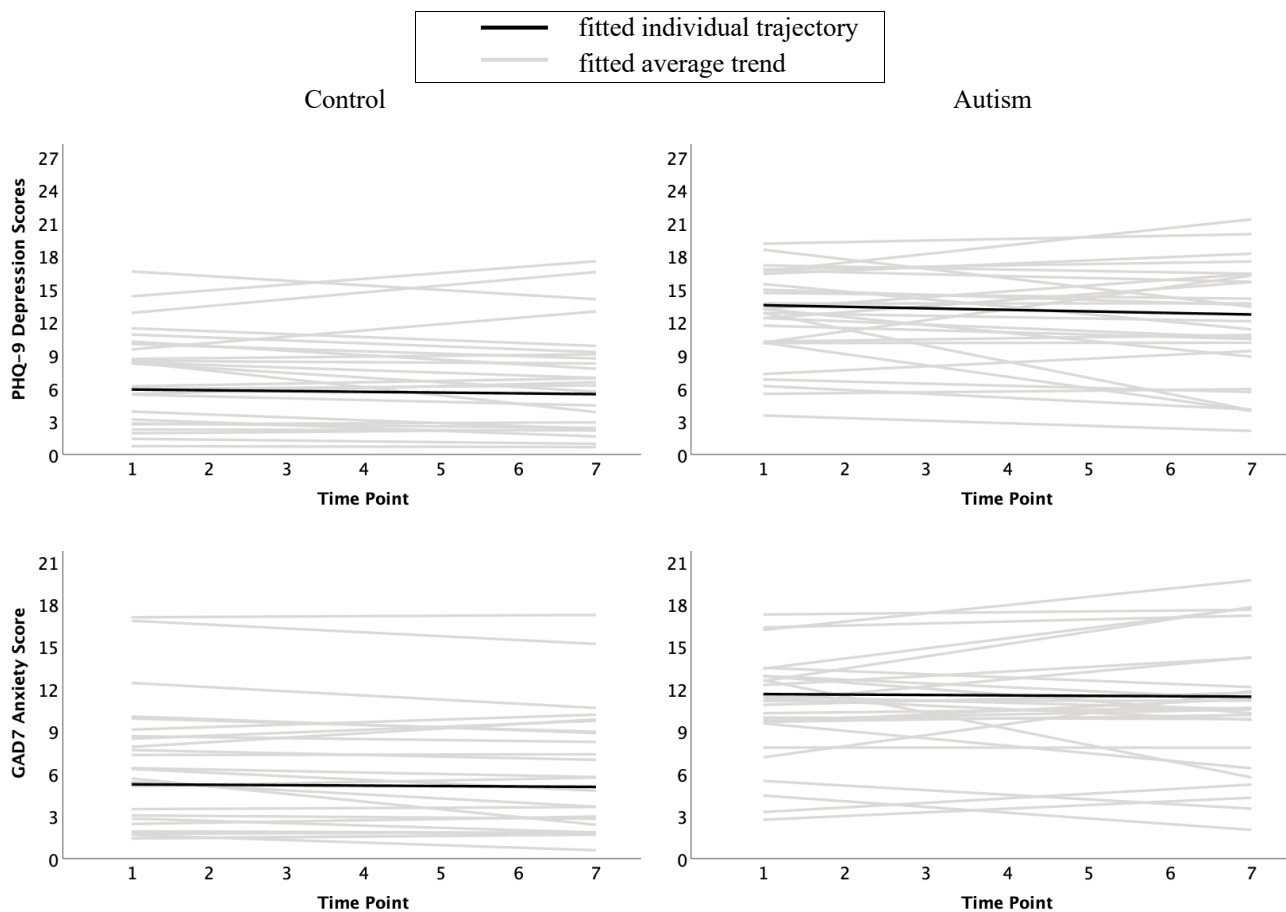 fitted individual trajectory
fitted average trend
Control
Autism
PHQ-9 Depression Scores
27
24
21
18
15
12
9
6
3
0
1 2 3 4 5 6 7
Time Point
27
24
21
18
15
12
9
6
3
0
1 2 3 4 5 6 7
Time Point
GAD7 Anxiety Score
21
18
15
12
9
6
3
0
1 2 3 4 5 6 7
Time Point
21
18
15
12
9
6
3
0
1 2 3 4 5 6 7
Time Point